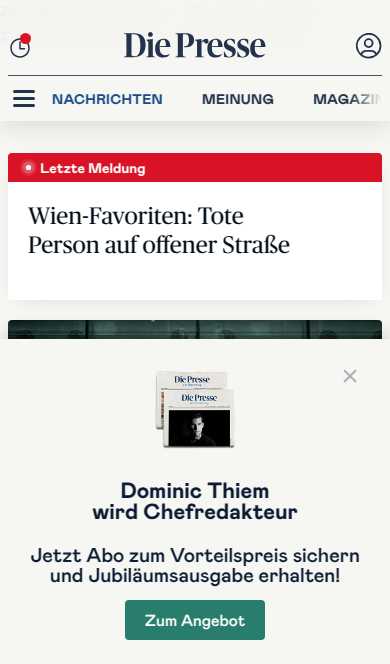 Die Presse
NACHRICHTEN
MEINUNG
MAGAZIN
Letzte Meldung
Wien-Favoriten: Tote
Person auf offener Straße
Die Presse
Die Presse
Dominic Thiem
wird Chefredakteur
Jetzt Abo zum Vorteilspreis sichern
und Jubiläumsausgabe erhalten!
Zum Angebot